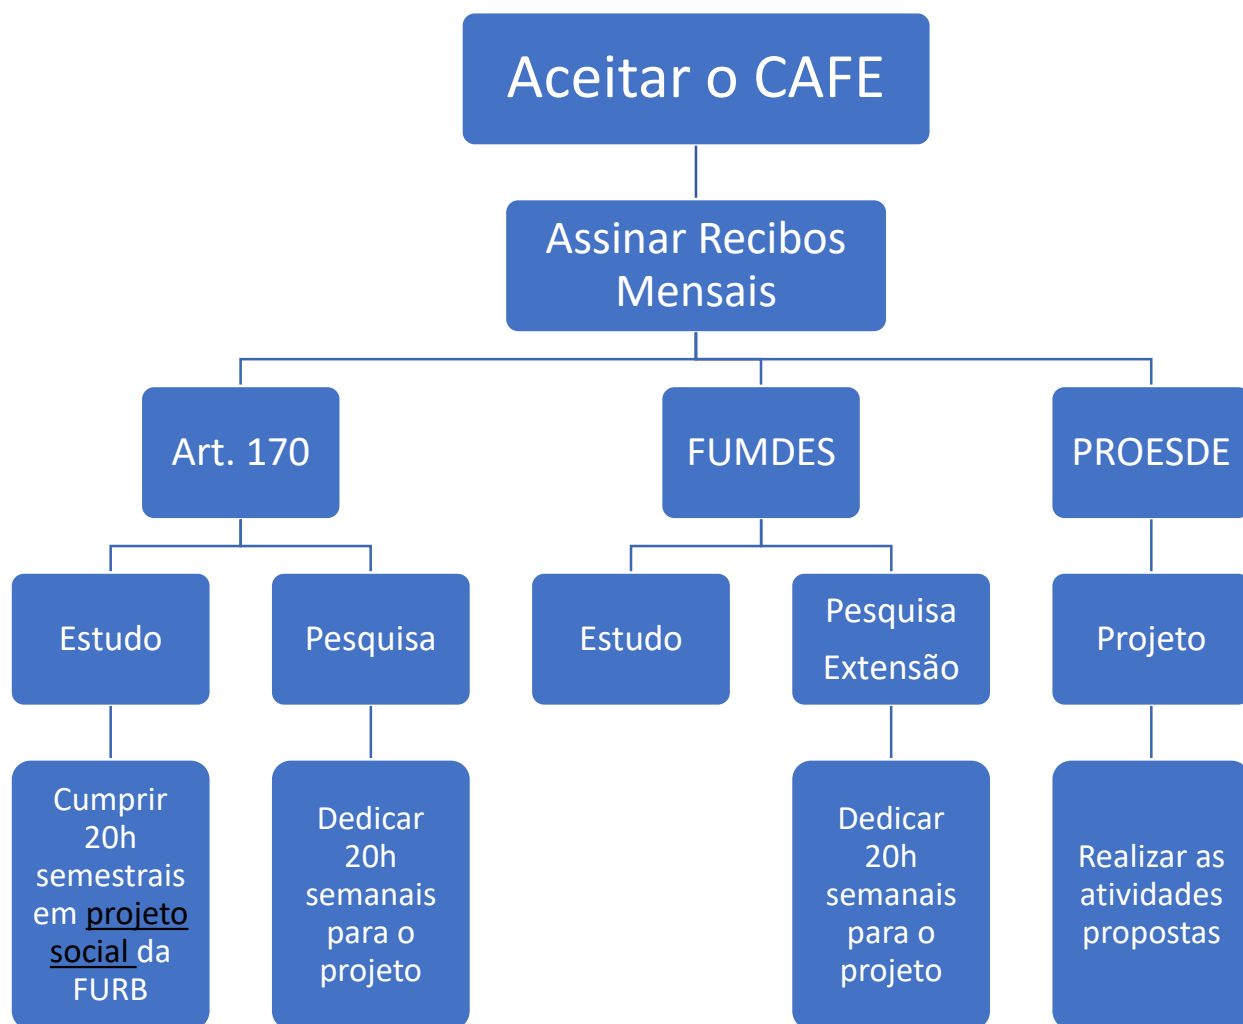 Aceitar o CAFE
Assinar Recibos
Mensais
Art. 170
FUMDES
PROESDE
Estudo
Pesquisa
Estudo
Pesquisa
Extensão
Projeto
Cumprir
20h
semestrais
em projeto
social da
FURB
Dedicar
20h
semanais
para o
projeto
Dedicar
20h
semanais
para o
projeto
Realizar as
atividades
propostas